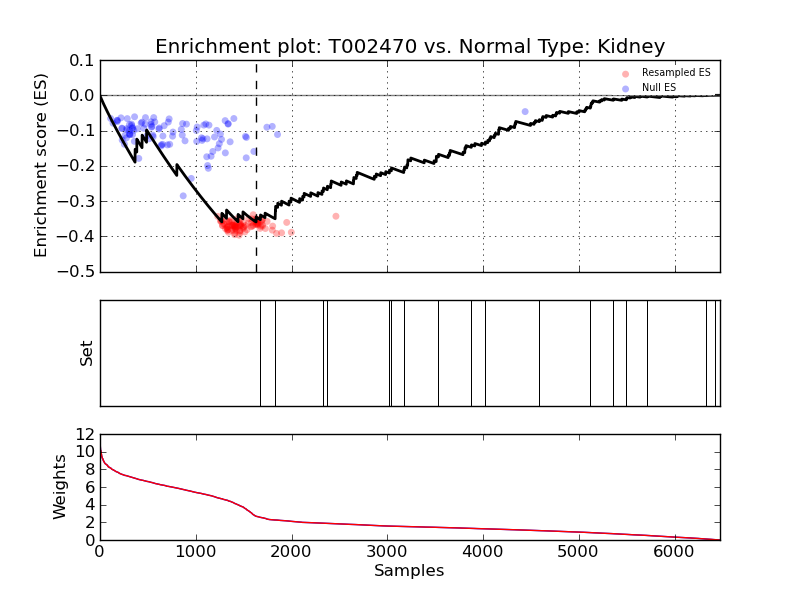 Enrichment plot: T002470 vs. Normal Type: Kidney
0.1
0.0
−0.1
−0.2
−0.3
−0.4
−0.5
Enrichment score (ES)
Resampled ES
Null ES
Set
12
10
8
6
4
2
0
Weights
0 1000 2000 3000 4000 5000 6000
Samples